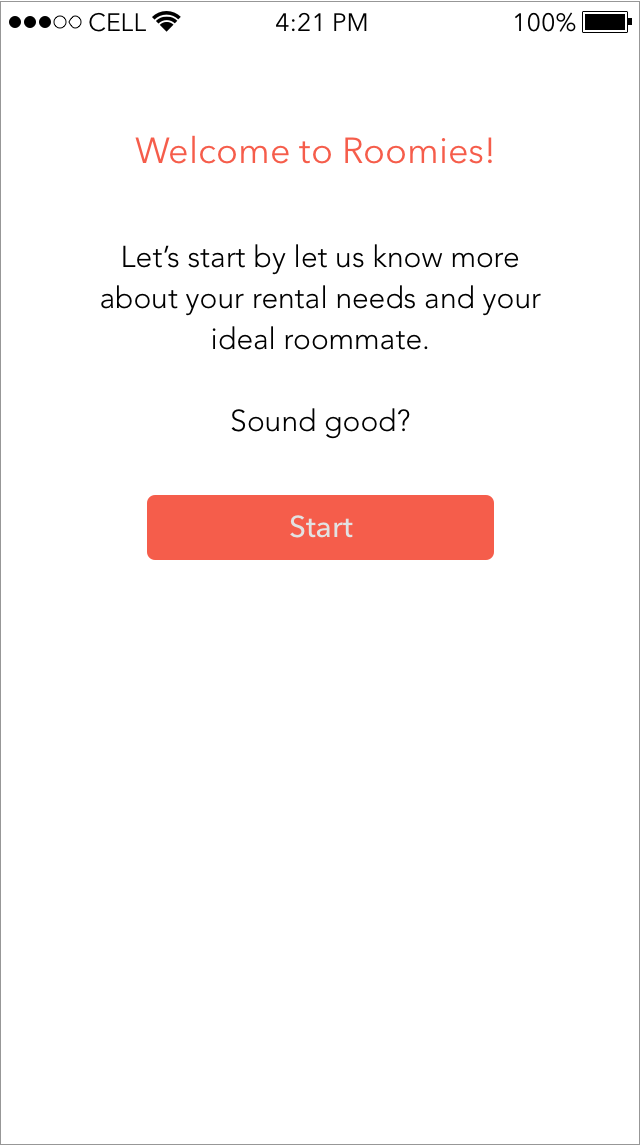 CELL 4:21 PM 100%
Welcome to Roomies!
Let’s start by let us know more
about your rental needs and your
ideal roommate.
Sound good?
Start